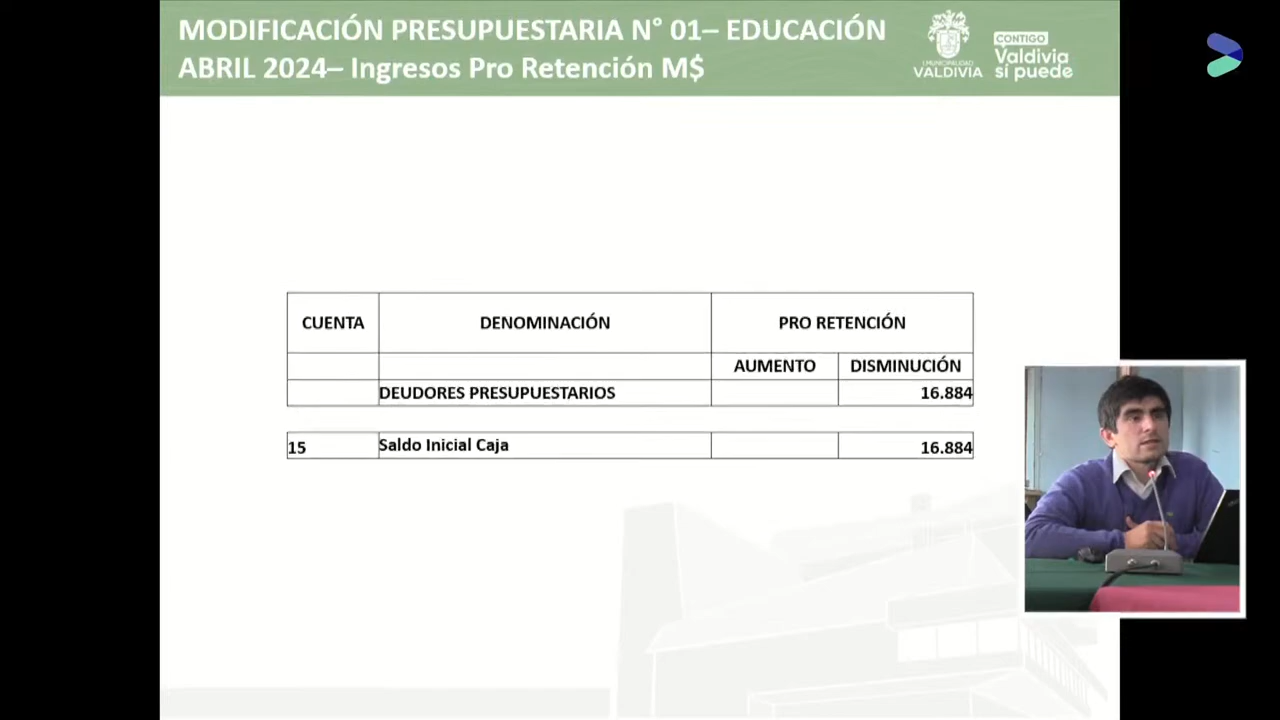 MODIFICACIÓN PRESUPUESTARIA N° 01– EDUCACIÓN
ABRIL 2024– Ingresos Pro Retención M$
I. MUNICIPALIDAD
VALDIVIA
CONTIGO
Valdivia
sí puede
CUENTA DENOMINACIÓN PRO RETENCIÓN
AUMENTO DISMINUCIÓN
DEUDORES PRESUPUESTARIOS 16.884
15 Saldo Inicial Caja 16.884